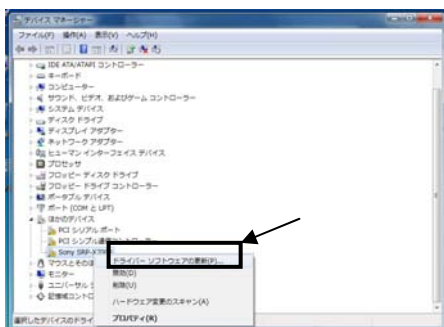 デバイス マネージャー
ファイル(F) 操作(A) 表示(V) ヘルプ(H)
IDE ATA/ATAPI コントローラー
キーボード
コンピューター
サウンド、ビデオ、およびゲーム コントローラー
システム デバイス
ディスク ドライブ
ディスプレイ アダプター
ネットワーク アダプター
ヒューマン インターフェイス デバイス
プロセッサ
フロッピー ディスク ドライブ
フロッピー ドライブ コントローラー
ポータブル デバイス
ポート (COM と LPT)
ほかのデバイス
PCI シリアル ポート
PCI シンプル通信コントローラー
Sony SRP-X700P
ドライバー ソフトウェアの更新(P)...
マウスとそのほ
無効(D)
モニター
削除(U)
ユニバーサル シ
記憶域コントロ
ハードウェア変更のスキャン(A)
選択したデバイスのドライ
プロパティ(R)